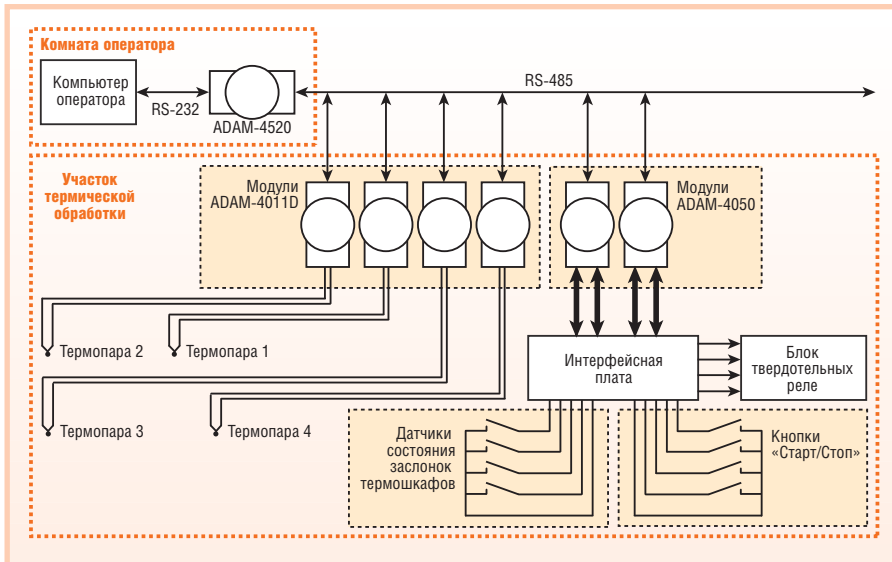 Комната оператора
Компьютер
оператора
RS-232
ADAM-4520
RS-485
Участок
термической
обработки
Модули
ADAM-4011D
Модули
ADAM-4050
Термопара 2
Термопара 1
Термопара 3
Термопара 4
Интерфейсная
плата
Блок
твердотельных
реле
Датчики
состояния
заслонок
термошкафов
Кнопки
«Старт/Стоп»